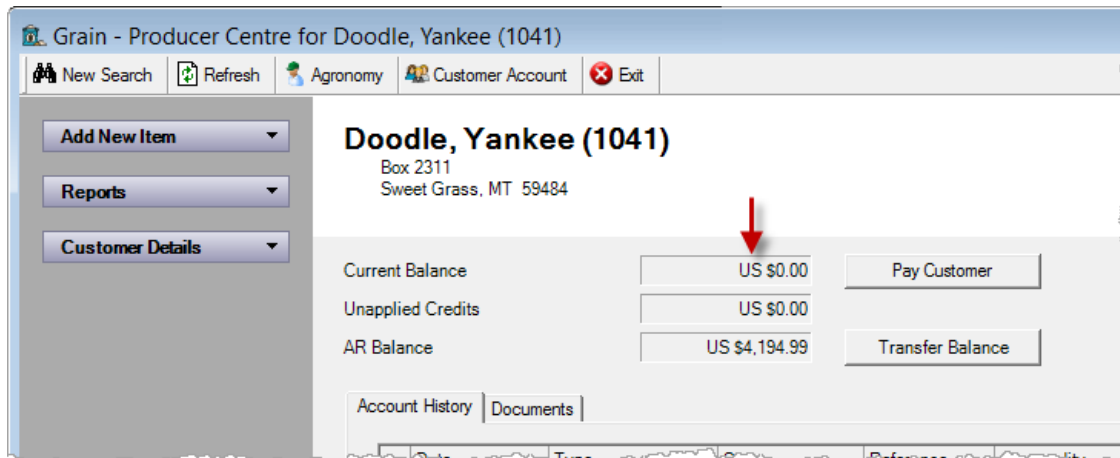 Grain - Producer Centre for Doodle, Yankee (1041)
New Search Refresh Agronomy Customer Account Exit
Add New Item
Reports
Customer Details
Doodle, Yankee (1041)
Box 2311
Sweet Grass, MT 59484
Current Balance US $0.00 Pay Customer
Unapplied Credits US $0.00
AR Balance US $4,194.99 Transfer Balance
Account History Documents